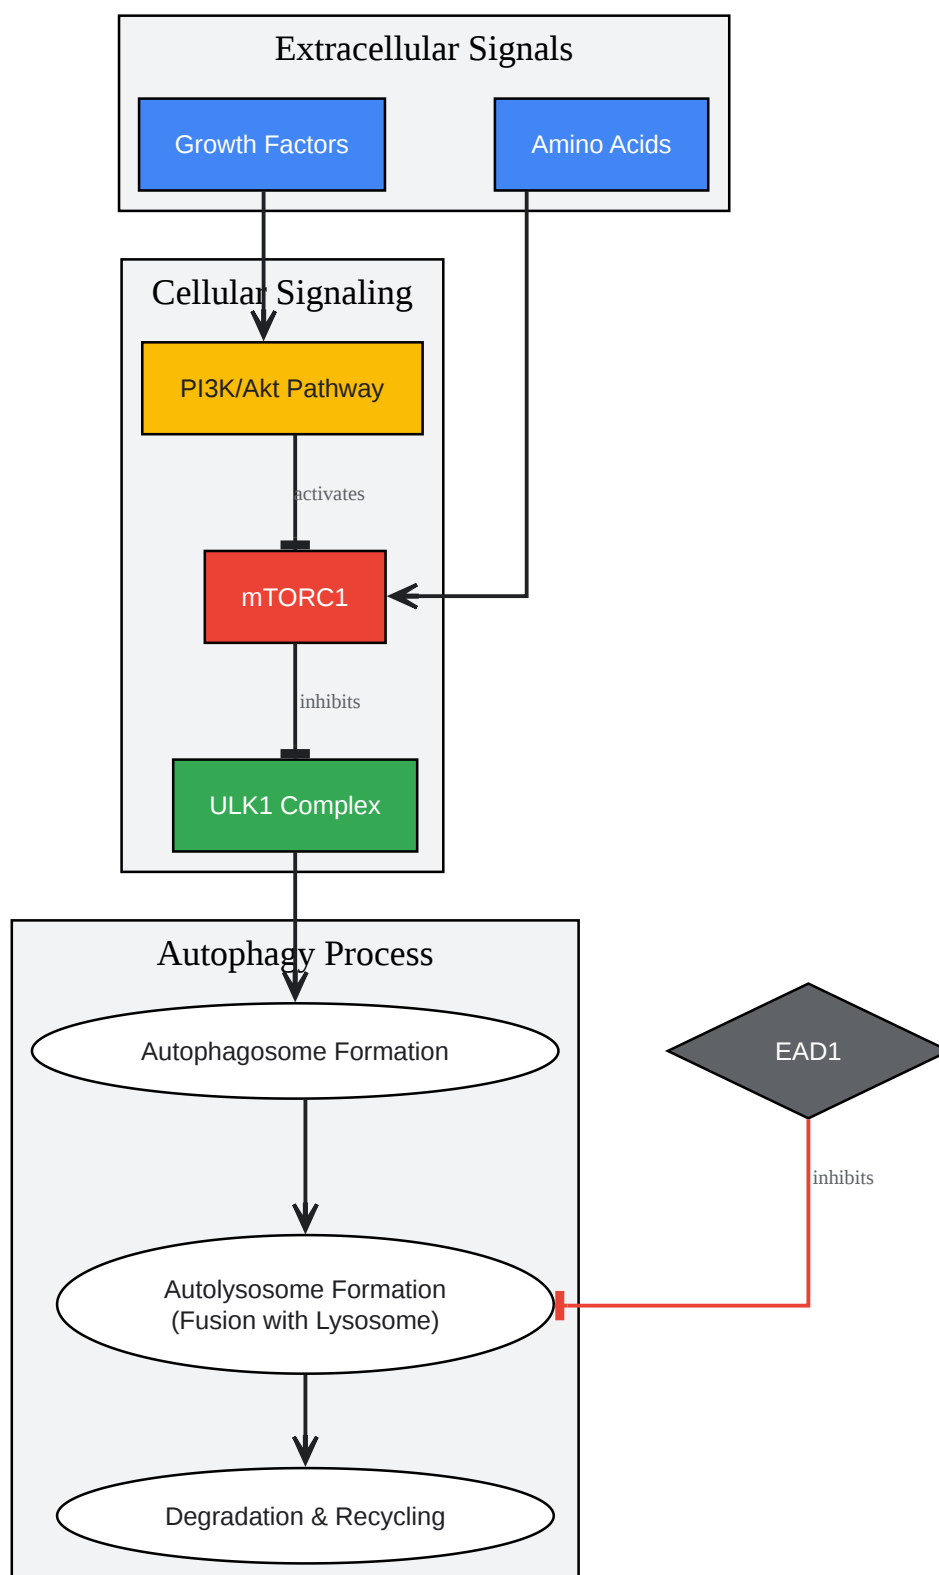 Extracellular Signals
Growth Factors
Amino Acids
Cellular Signaling
PI3K/Akt Pathway
activates
mTORC1
inhibits
ULK1 Complex
Autophagy Process
Autophagosome Formation
EAD1
inhibits
Autolysosome Formation
(Fusion with Lysosome)
Degradation & Recycling